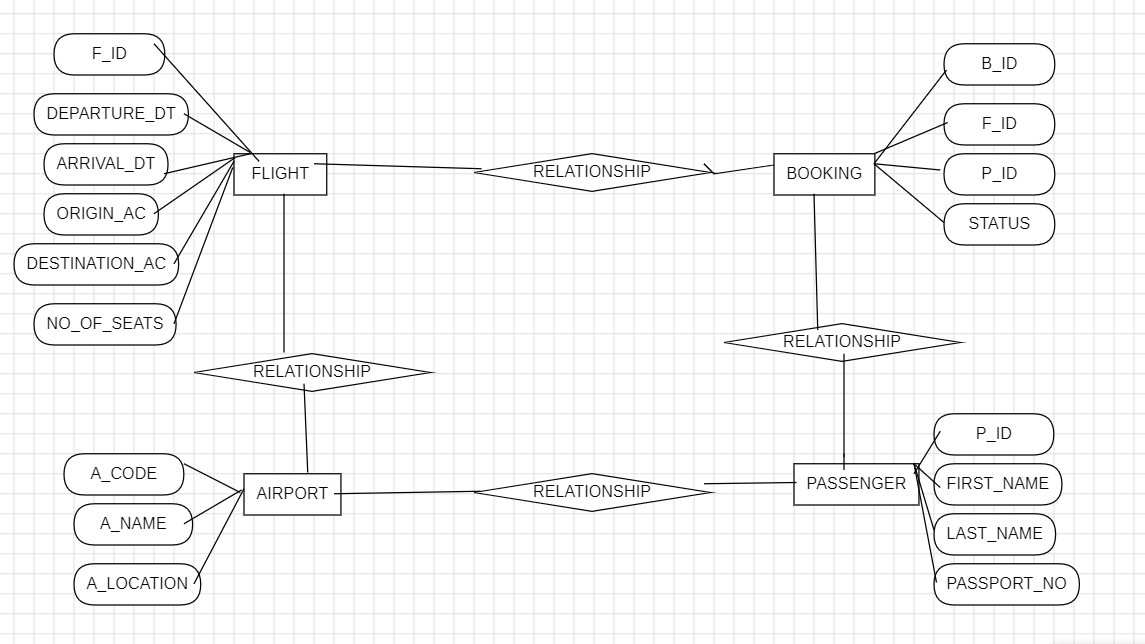 F_ID
DEPARTURE_DT
ARRIVAL_DT
ORIGIN_AC
DESTINATION_AC
NO_OF_SEATS
FLIGHT
RELATIONSHIP
BOOKING
B_ID
F_ID
P_ID
STATUS
RELATIONSHIP
RELATIONSHIP
A_CODE
A_NAME
A_LOCATION
AIRPORT
RELATIONSHIP
PASSENGER
P_ID
FIRST_NAME
LAST_NAME
PASSPORT_NO